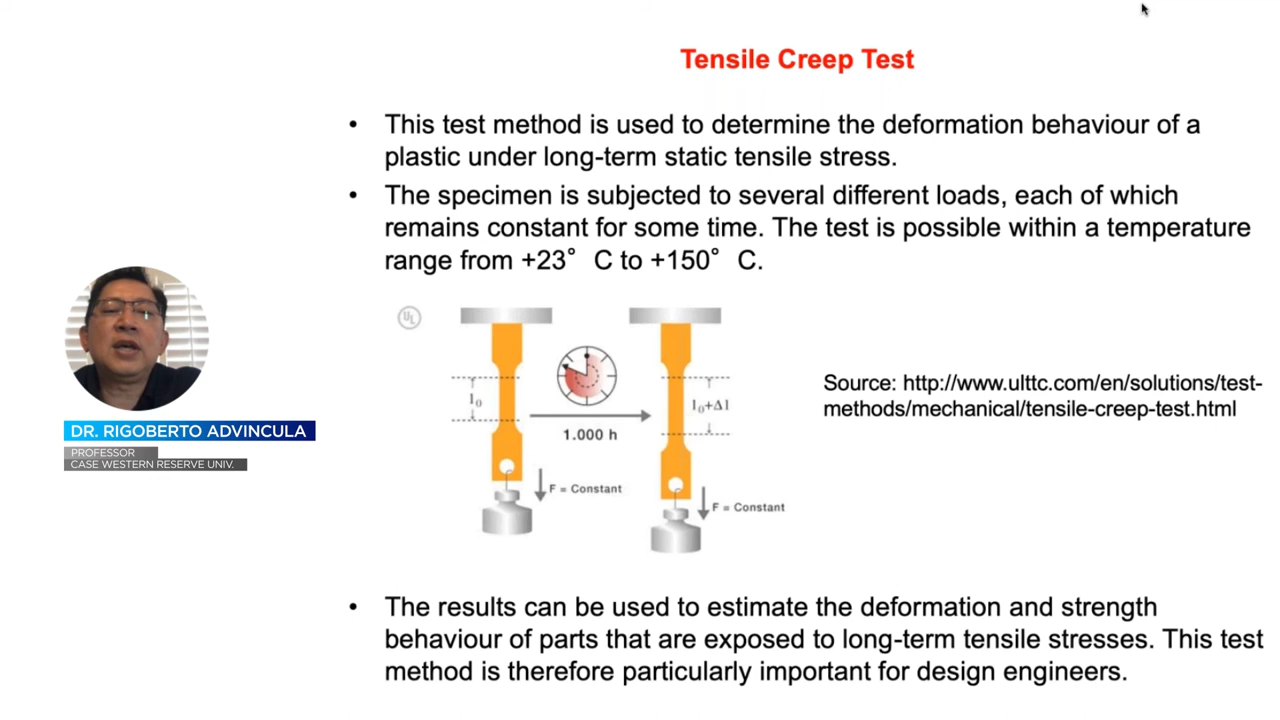 Tensile Creep Test
• This test method is used to determine the deformation behaviour of a
plastic under long-term static tensile stress.
• The specimen is subjected to several different loads, each of which
remains constant for some time. The test is possible within a temperature
range from +23° C to +150° C.
UL
l₀
1.000 h
F = Constant
l₀+Δl
F = Constant
Source: http://www.ulttc.com/en/solutions/test-
methods/mechanical/tensile-creep-test.html
DR. RIGOBERTO ADVINCULA
PROFESSOR
CASE WESTERN RESERVE UNIV.
• The results can be used to estimate the deformation and strength
behaviour of parts that are exposed to long-term tensile stresses. This test
method is therefore particularly important for design engineers.